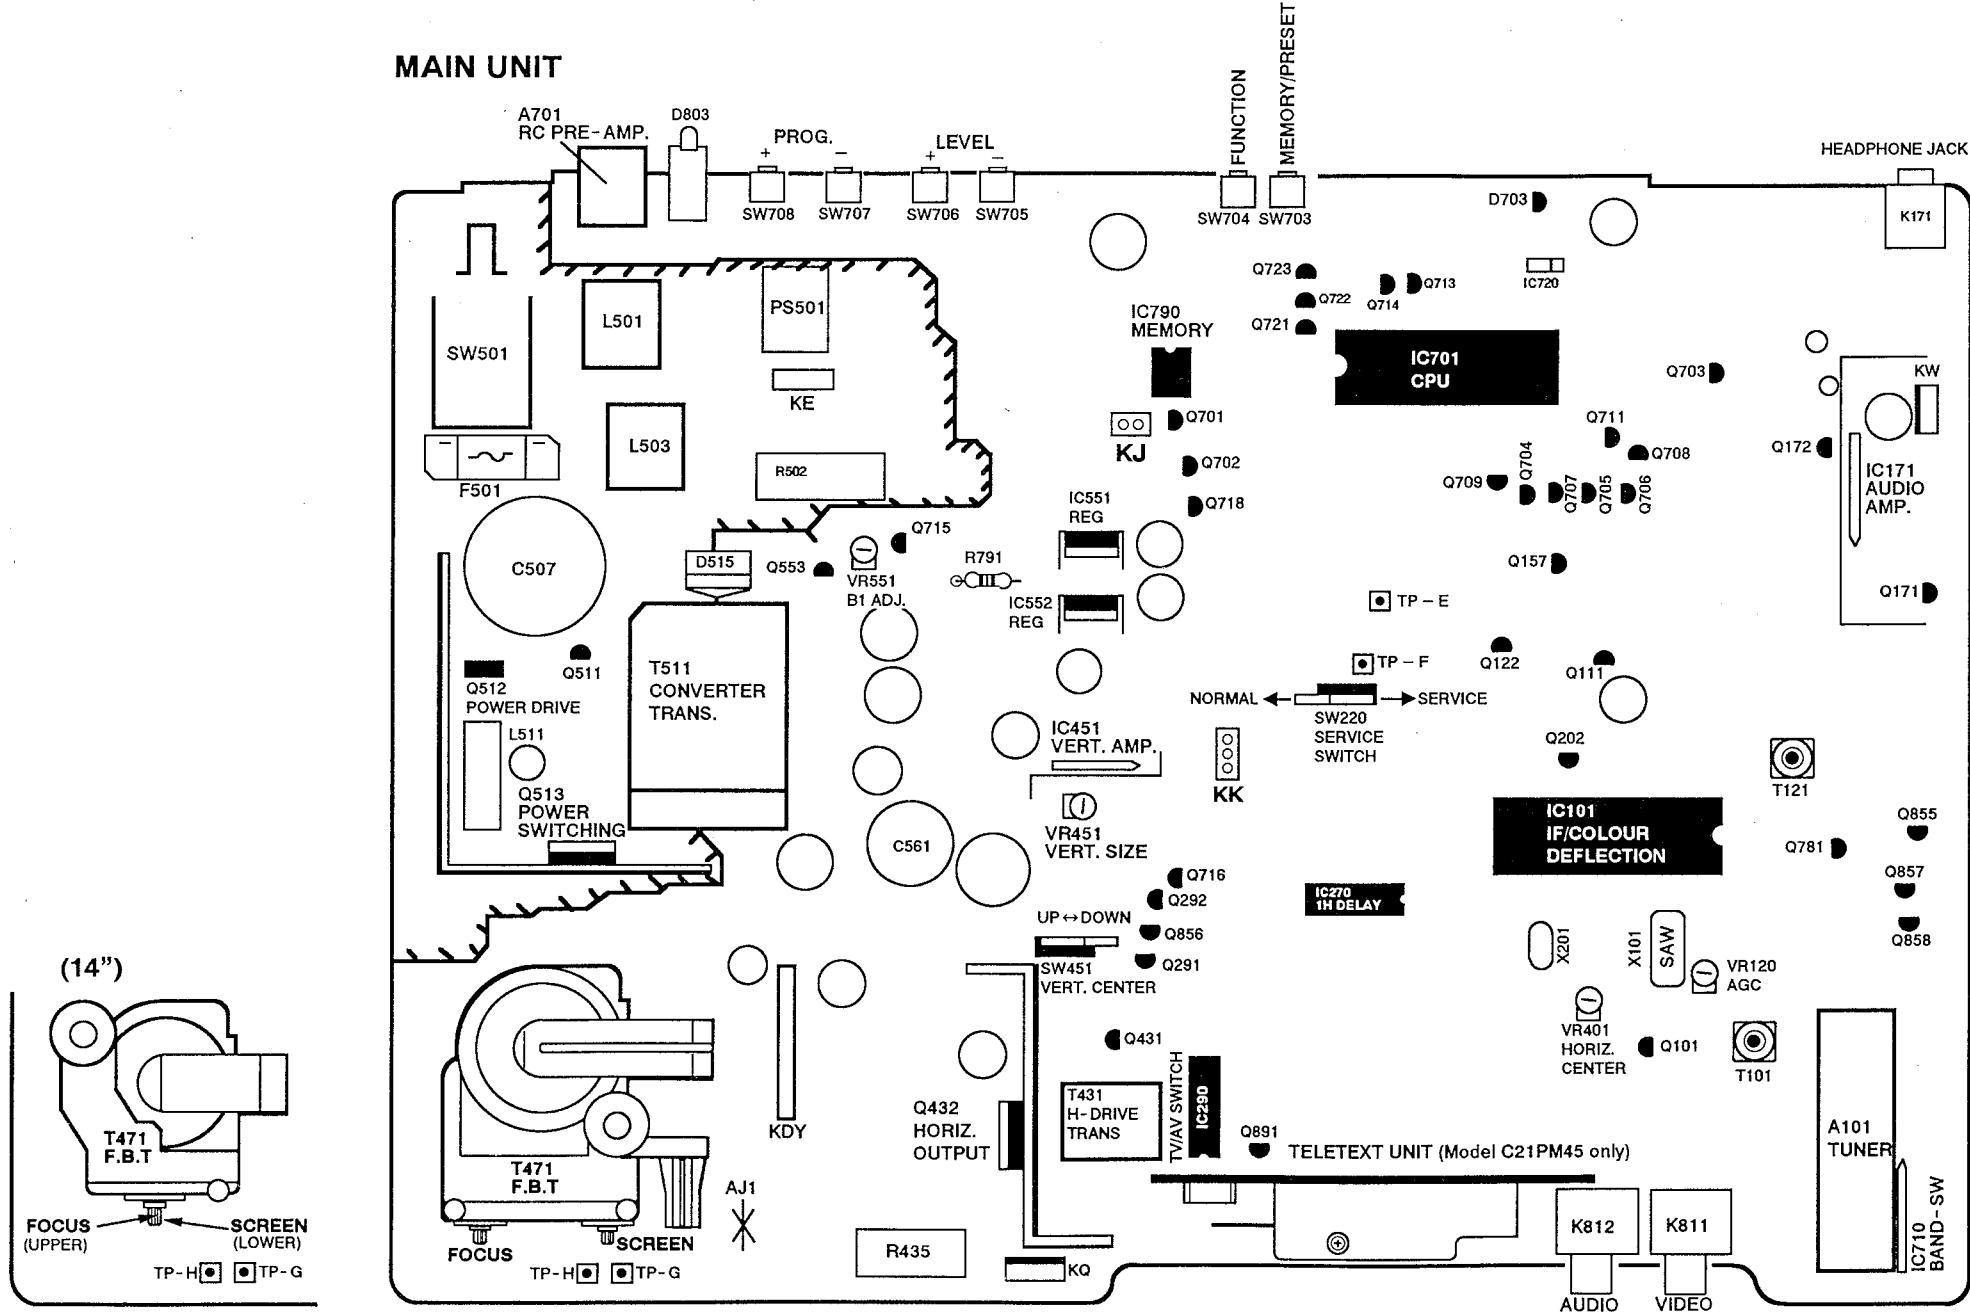 MAIN UNIT
A701
RC PRE-AMP.
D803
PROG.
+
−
LEVEL
+
−
FUNCTION
MEMORY/PRESET
HEADPHONE JACK
SW708
SW707
SW706
SW705
SW704
SW703
D703
K171
Q723
Q722
Q721
Q714
Q713
IC720
SW501
L501
PS501
KE
IC790
MEMORY
IC701
CPU
Q703
KW
L503
R502
F501
KJ
Q701
Q702
Q718
Q711
Q708
Q709
Q704
Q707
Q705
Q706
Q172
IC171
AUDIO
AMP.
C507
D515
Q553
Q715
VR551
B1 ADJ.
R791
IC551
REG
IC552
REG
Q157
Q171
TP-E
TP-F
Q122
Q111
Q511
Q512
POWER DRIVE
L511
Q513
POWER
SWITCHING
T511
CONVERTER
TRANS.
NORMAL
SERVICE
SW220
SERVICE
SWITCH
IC451
VERT. AMP.
KK
Q202
T121
VR451
VERT. SIZE
C561
IC101
IF/COLOUR
DEFLECTION
Q855
Q781
Q857
Q858
Q716
Q292
UP↔DOWN
Q856
SW451
VERT. CENTER
Q291
IC270
1H DELAY
X201
X101
SAW
VR120
AGC
VR401
HORIZ.
CENTER
Q101
T101
(14”)
T471
F.B.T
FOCUS
(UPPER)
SCREEN
(LOWER)
TP-H
TP-G
T471
F.B.T
FOCUS
SCREEN
TP-H
TP-G
KDY
AJ1
Q432
HORIZ.
OUTPUT
R435
KQ
Q431
T431
H-DRIVE
TRANS
TV/AV SWITCH
IC290
Q891
TELETEXT UNIT (Model C21PM45 only)
K812
K811
AUDIO
VIDEO
A101
TUNER
IC710
BAND-SW